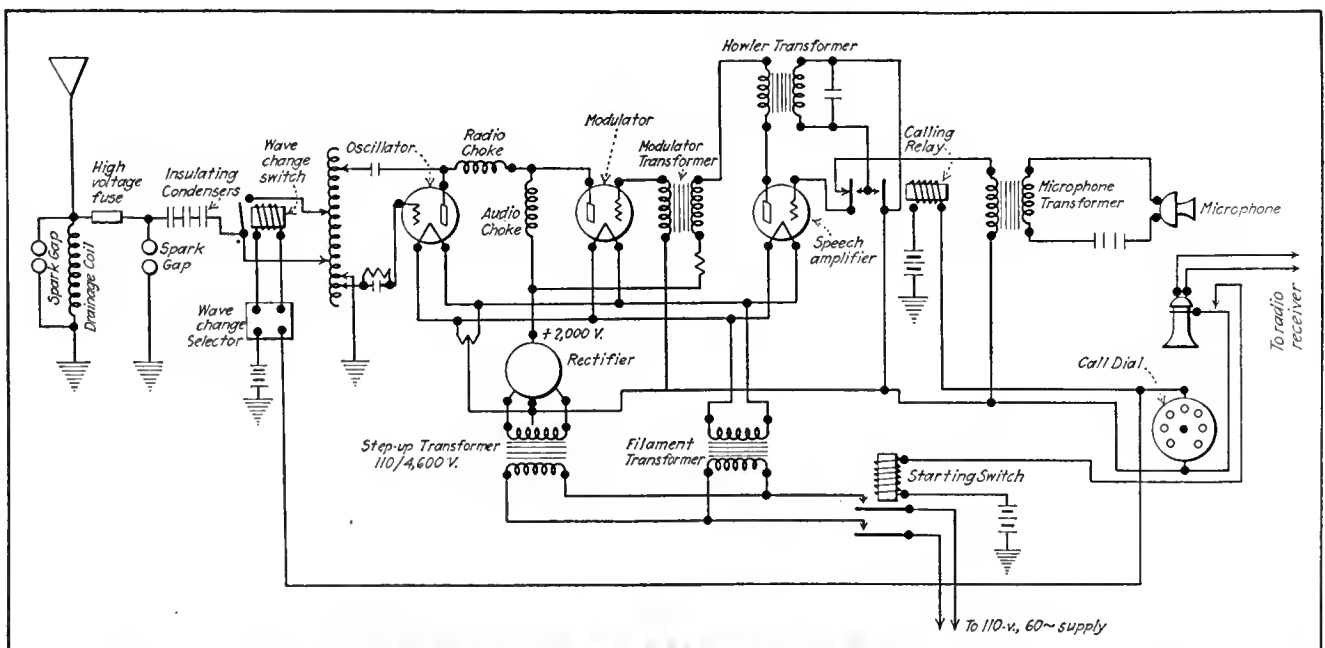 Howler Transformer
Modulator
Oscillator
Radio
Choke
Modulator
Transformer
Calling
Relay
Wave
change
switch
High
voltage
fuse
Insulating
Condensers
Audio
Choke
Microphone
Transformer
Microphone
Spark Gap
Drainage Coil
Spark
Gap
Speech
amplifier
Wave
change
Selector
+2,000 V.
Rectifier
To radio
receiver
Call Dial
Step-up Transformer
110/4,600 V.
Filament
Transformer
Starting Switch
To 110-v., 60~ supply